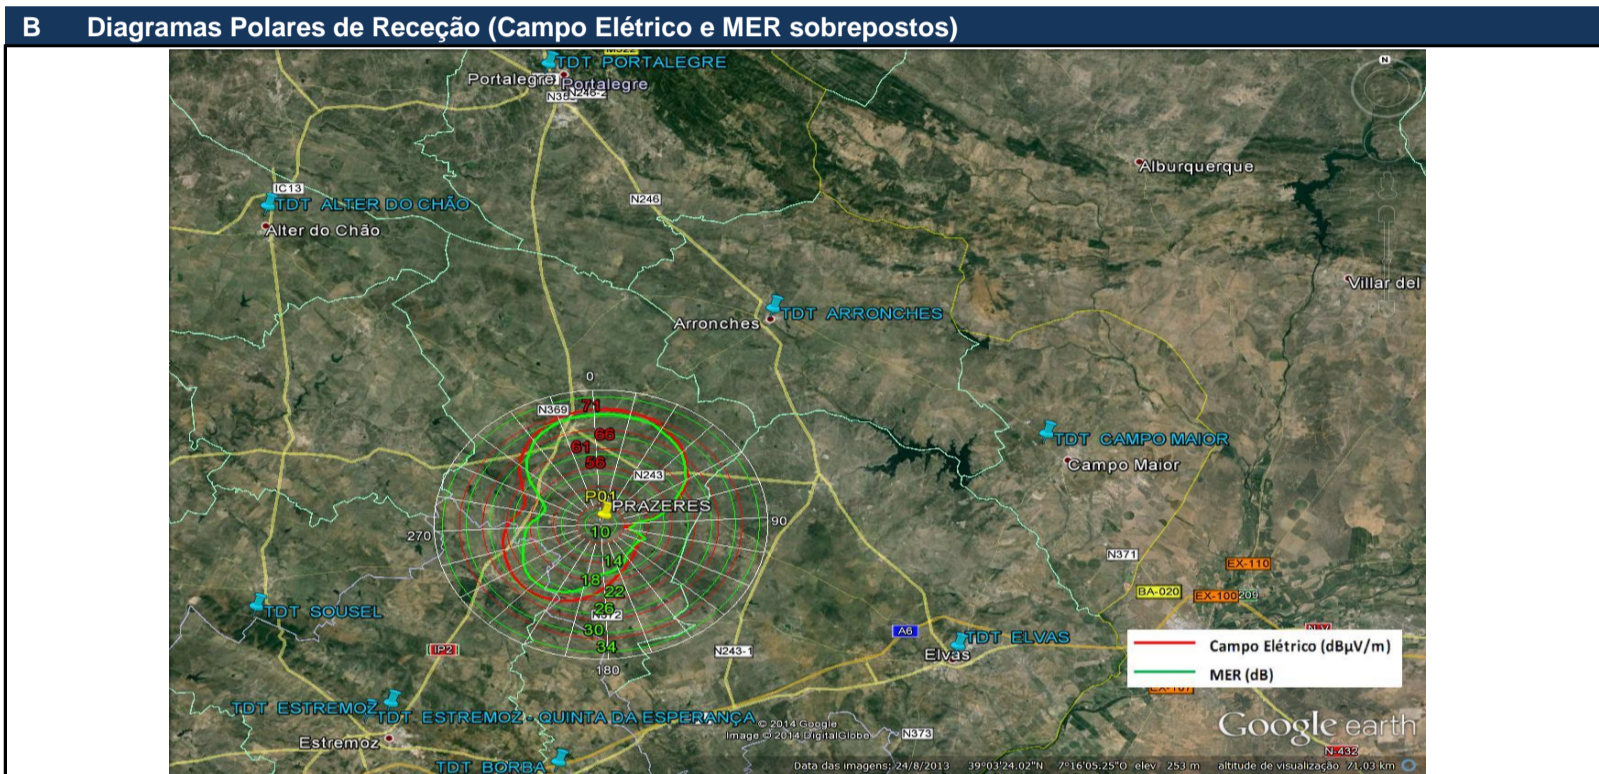 B Diagramas Polares de Receção (Campo Elétrico e MER sobrepostos)
TDT PORTALEGRE
Portalegre
Portalegre
N246-2
N
Alburquerque
IC13
TDT ALTER DO CHÃO
Alter do Chão
N246
Villar del
TDT ARRONCHES
Arronches
0
N369
71
66
61
56
N243
TDT CAMPO MAIOR
Campo Maior
P01
PRAZERES
270
90
10
14
18
22
26
30
34
180
N371
EX-110
BA-020
EX-100
209
TDT SOUSEL
IP2
N243-1
A6
TDT ELVAS
Elvas
Campo Elétrico (dBµV/m)
MER (dB)
TDT ESTREMOZ
TDT ESTREMOZ - QUINTA DA ESPERANÇA
Estremoz
TDT BORBA
© 2014 Google
Image © 2014 DigitalGlobe
N373
Google earth
N-432
Data das imagens: 24/8/2013 39°03'24.02"N 7°16'05.25"O elev 253 m altitude de visualização 71.03 km